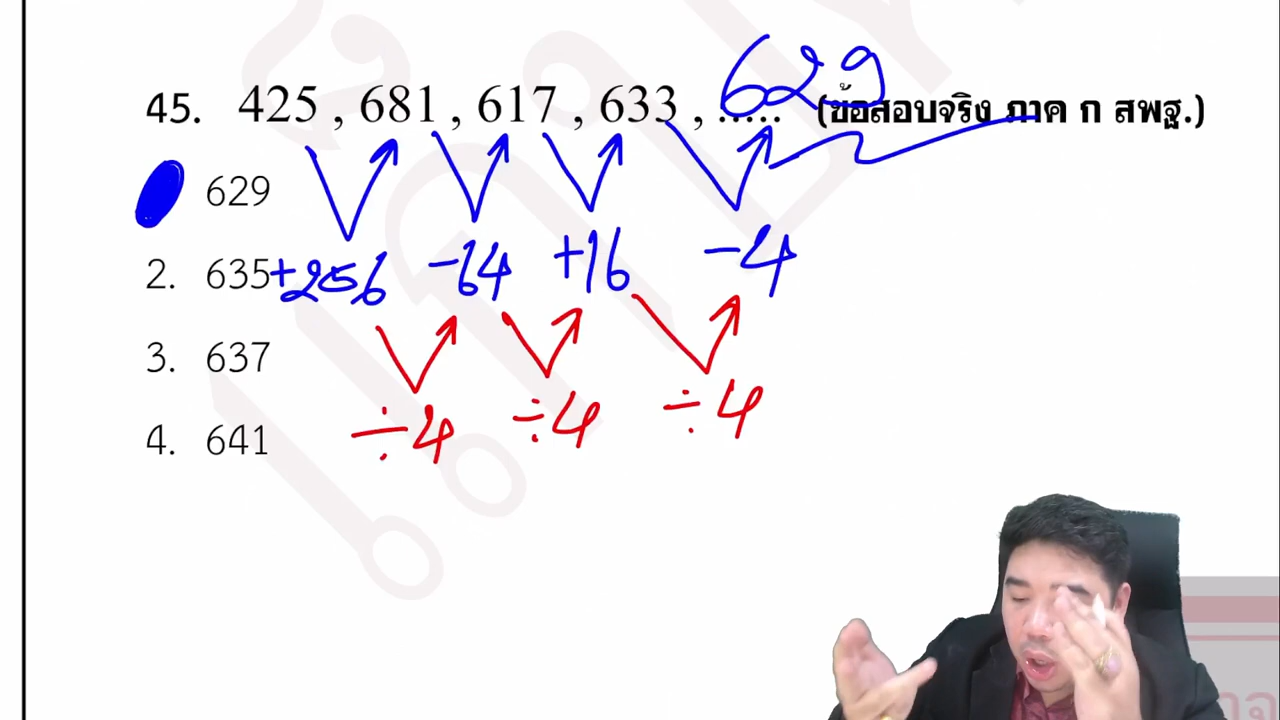 629
45. 425 , 681 , 617 , 633 , ..... (ข้อสอบจริง ภาค ก สพฐ.)
629
2. 635
+256 -64 +16 -4
3. 637
÷4 ÷4 ÷4
4. 641